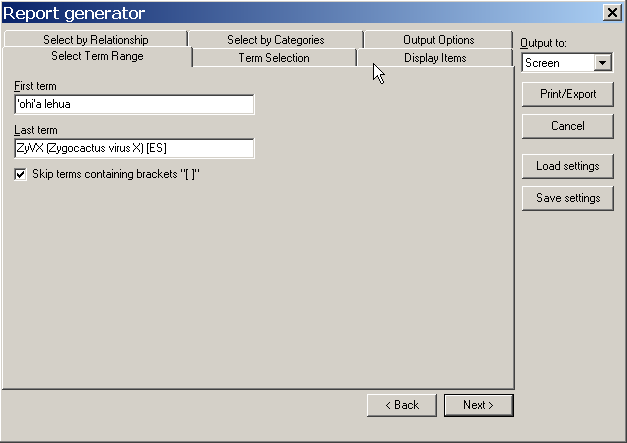 Report generator
Select by Relationship
Select by Categories
Output Options
Select Term Range
Term Selection
Display Items
Output to:
Screen
First term
'ohi'a lehua
Last term
ZyVX (Zygocactus virus X) [ES]
Skip terms containing brackets "[ ]"
Print/Export
Cancel
Load settings
Save settings
< Back
Next >